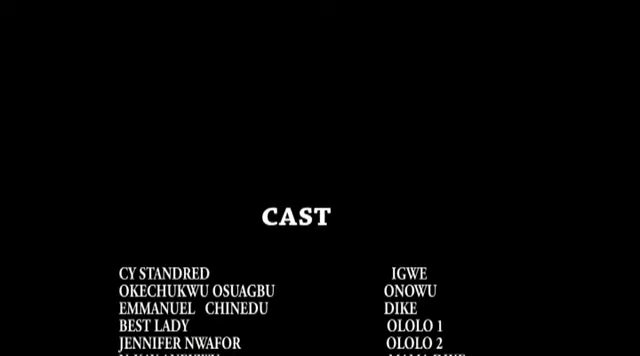 CAST
CY STANDRED IGWE
OKECHUKWU OSUAGBU ONOWU
EMMANUEL CHINEDU DIKE
BEST LADY OLOLO 1
JENNIFER NWAFOR OLOLO 2